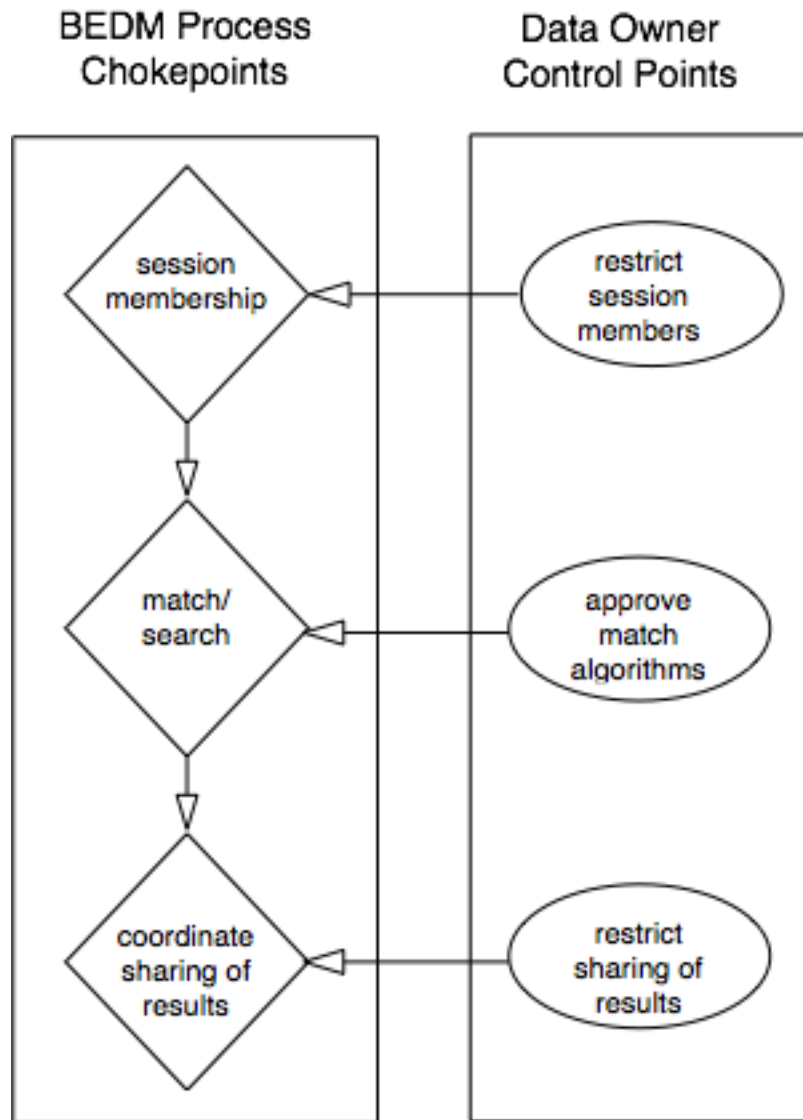 BEDM Process
Chokepoints
Data Owner
Control Points
session
membership
restrict
session
members
match/
search
approve
match
algorithms
coordinate
sharing of
results
restrict
sharing of
results